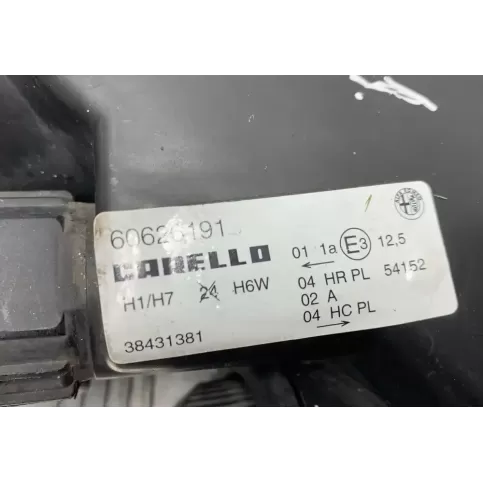 60626191
CARELLO
H1/H7 24 H6W
38431381
01 1a E3 12,5
04 HR PL 54152
02 A
04 HC PL